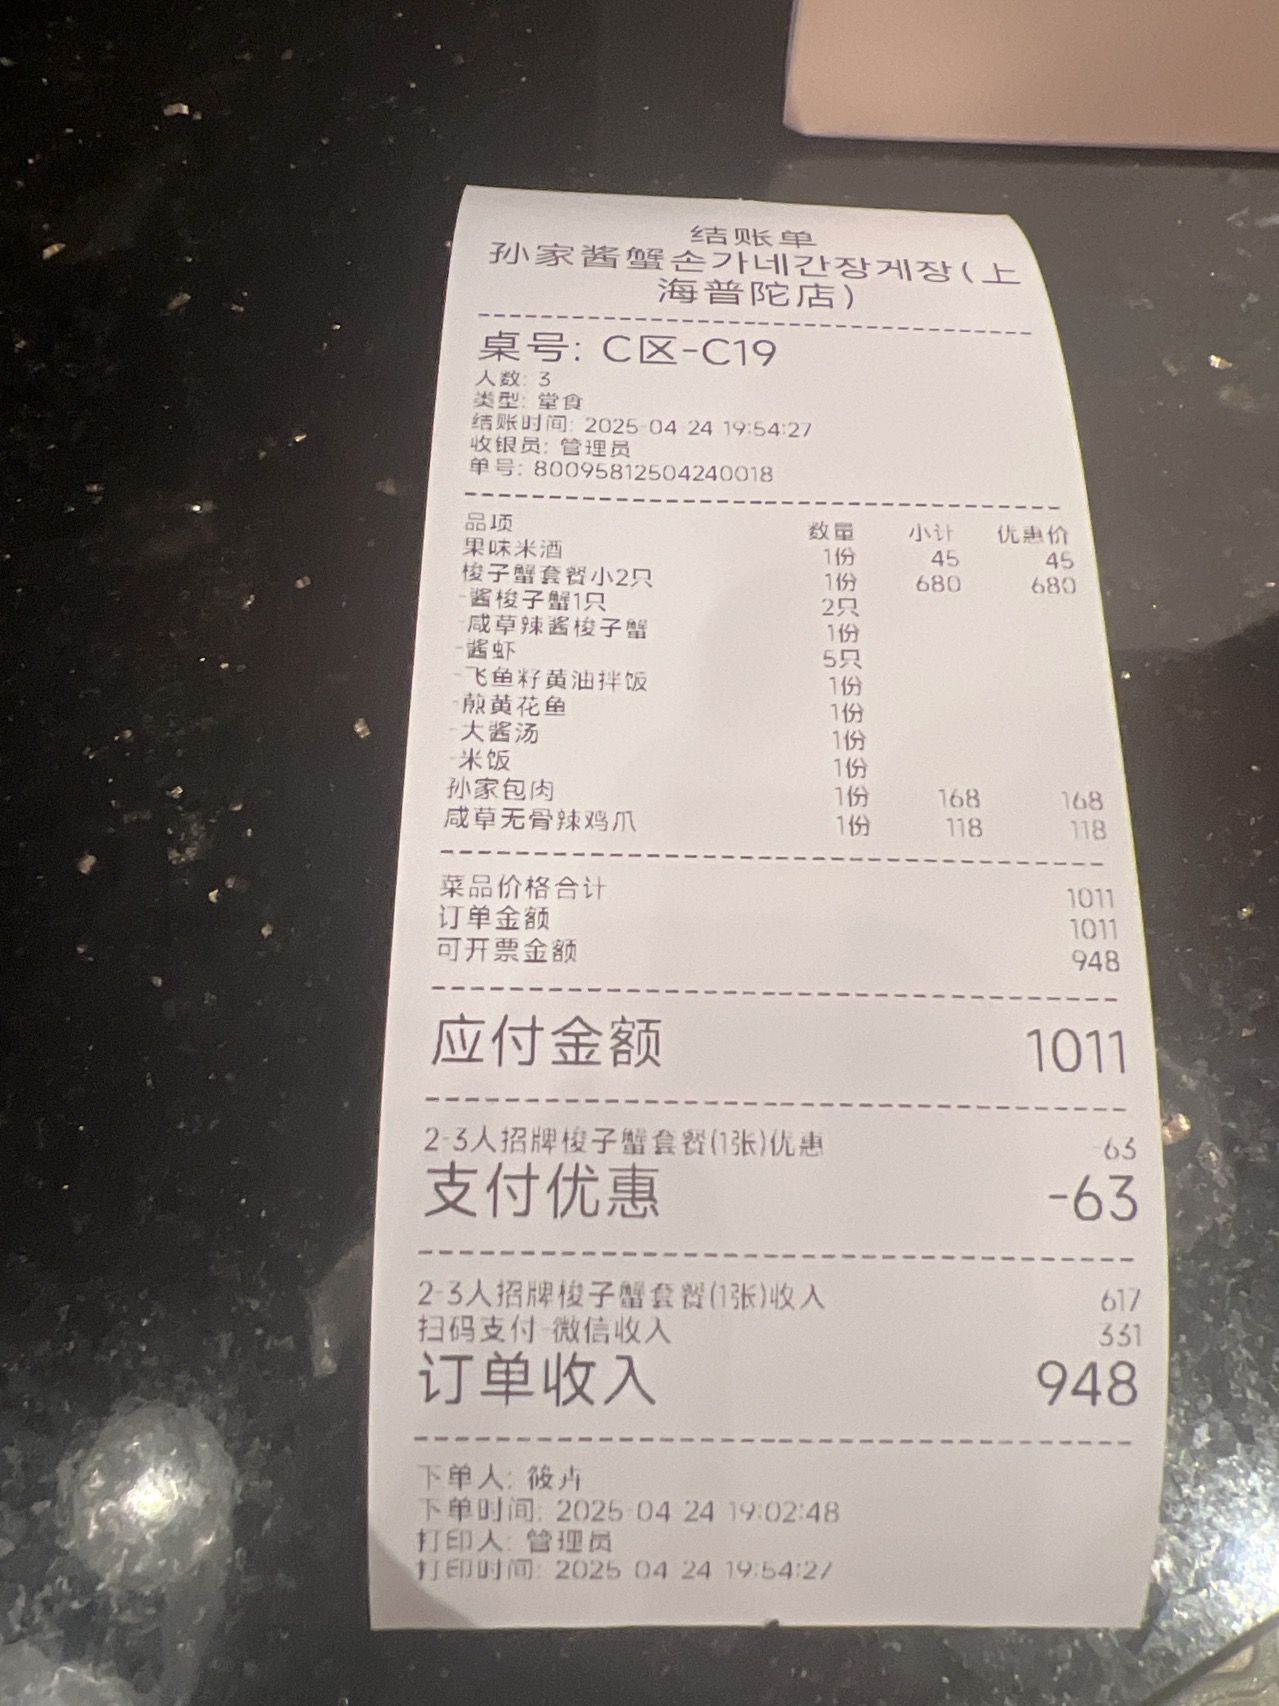 结账单
孙家酱蟹손가네간장게장(上
海普陀店)
桌号: C区-C19
人数: 3
类型: 堂食
结账时间: 2025-04-24 19:54:27
收银员: 管理员
单号: 80095812504240018
品项 数量 小计 优惠价
果味米酒 1份 45 45
梭子蟹套餐小2只 1份 680 680
-酱梭子蟹1只 2只
-咸草辣酱梭子蟹 1份
-酱虾 5只
-飞鱼籽黄油拌饭 1份
-煎黄花鱼 1份
-大酱汤 1份
-米饭 1份
孙家包肉 1份 168 168
咸草无骨辣鸡爪 1份 118 118
菜品价格合计 1011
订单金额 1011
可开票金额 948
应付金额 1011
2-3人招牌梭子蟹套餐(1张)优惠 -63
支付优惠 -63
2-3人招牌梭子蟹套餐(1张)收入 617
扫码支付-微信收入 331
订单收入 948
下单人: 筱卉
下单时间: 2025-04-24 19:02:48
打印人: 管理员
打印时间: 2025-04-24 19:54:27